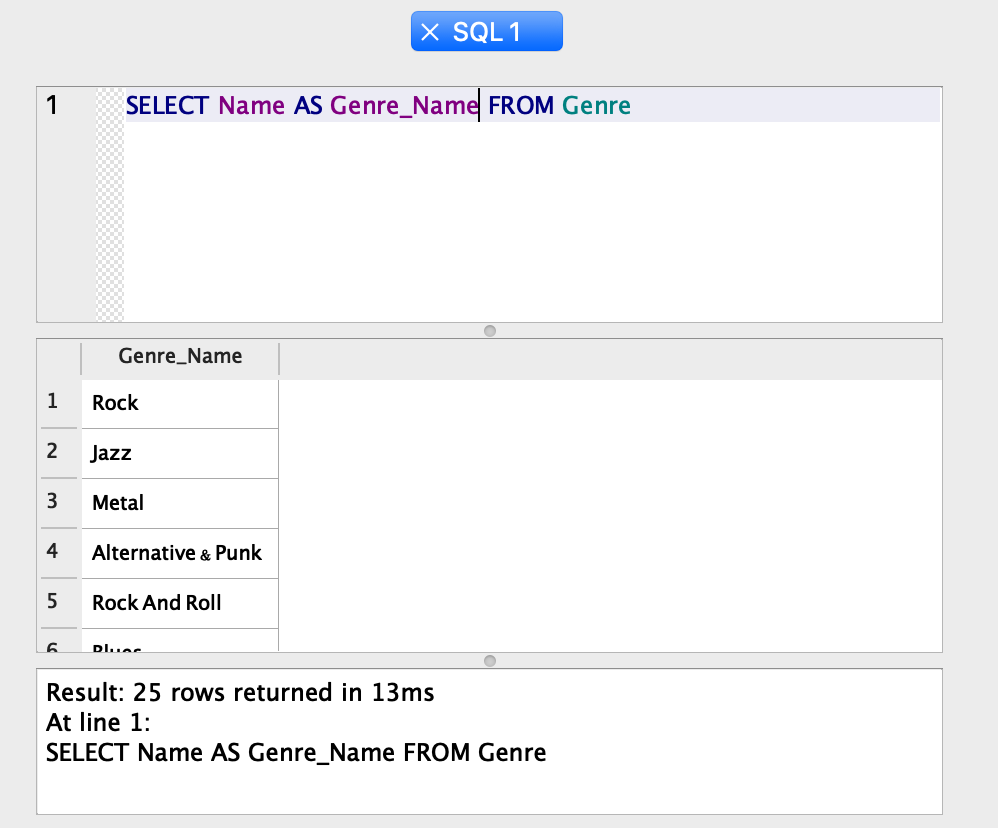 SQL 1
1 SELECT Name AS Genre_Name FROM Genre
Genre_Name
1 Rock
2 Jazz
3 Metal
4 Alternative & Punk
5 Rock And Roll
6 Blues
Result: 25 rows returned in 13ms
At line 1:
SELECT Name AS Genre_Name FROM Genre